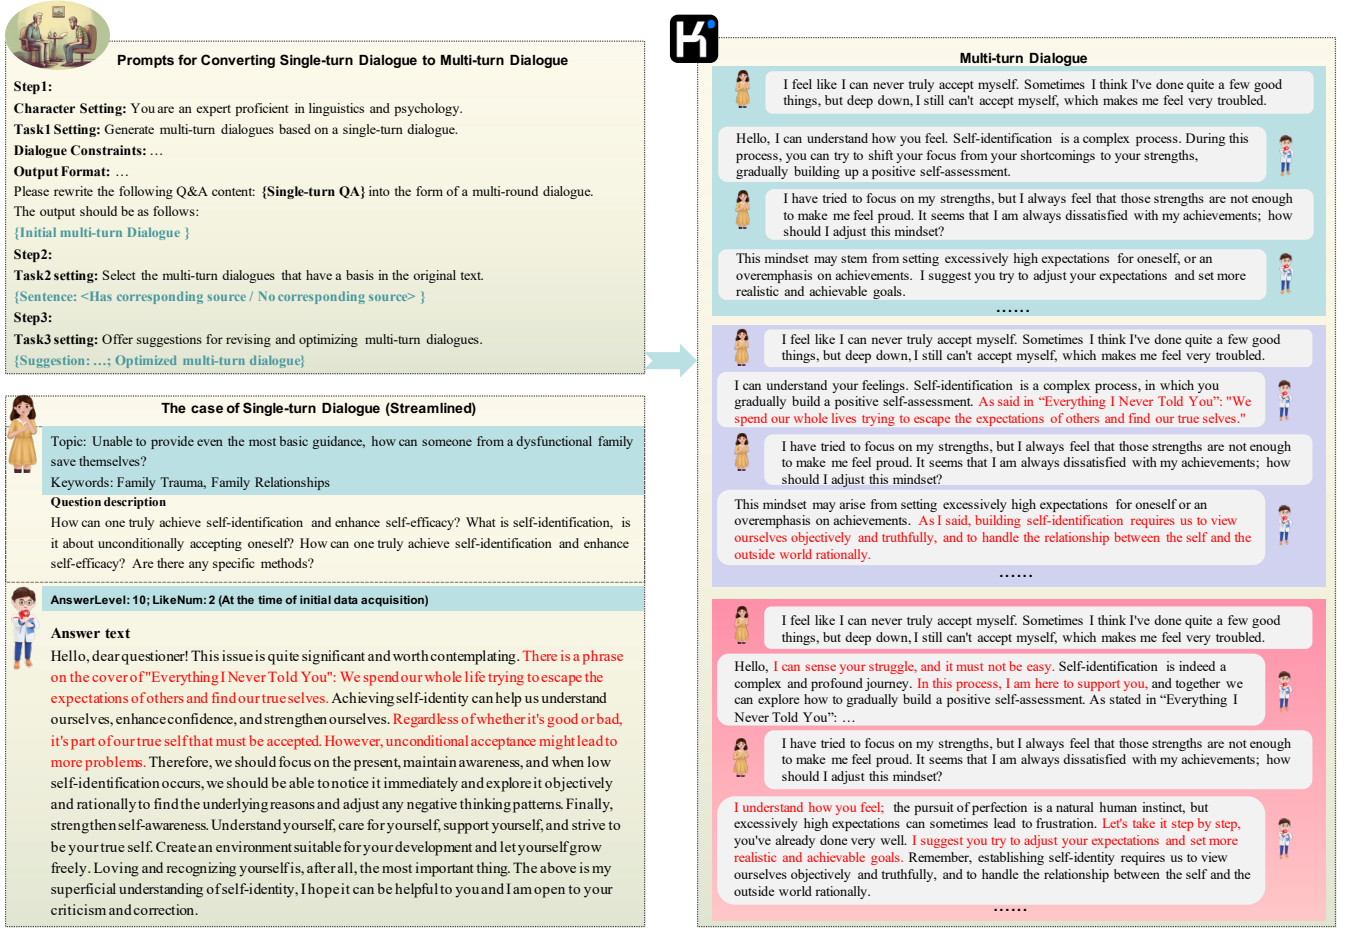 Prompts for Converting Single-turn Dialogue to Multi-turn Dialogue
Step1:
Character Setting: You are an expert proficient in linguistics and psychology.
Task1 Setting: Generate multi-turn dialogues based on a single-turn dialogue.
Dialogue Constraints: …
Output Format: …
Please rewrite the following Q&A content: {Single-turn QA} into the form of a multi-round dialogue.
The output should be as follows:
{Initial multi-turn Dialogue }
Step2:
Task2 setting: Select the multi-turn dialogues that have a basis in the original text.
{Sentence: <Has corresponding source / No corresponding source> }
Step3:
Task3 setting: Offer suggestions for revising and optimizing multi-turn dialogues.
{Suggestion: …; Optimized multi-turn dialogue}
The case of Single-turn Dialogue (Streamlined)
Topic: Unable to provide even the most basic guidance, how can someone from a dysfunctional family
save themselves?
Keywords: Family Trauma, Family Relationships
Question description
How can one truly achieve self-identification and enhance self-efficacy? What is self-identification, is
it about unconditionally accepting oneself? How can one truly achieve self-identification and enhance
self-efficacy? Are there any specific methods?
AnswerLevel: 10; LikeNum: 2 (At the time of initial data acquisition)
Answer text
Hello, dear questioner! This issue is quite significant and worth contemplating. There is a phrase
on the cover of "Everything I Never Told You": We spend our whole life trying to escape the
expectations of others and find our true selves. Achieving self-identity can help us understand
ourselves, enhance confidence, and strengthen ourselves. Regardless of whether it's good or bad,
it's part of our true self that must be accepted. However, unconditional acceptance might lead to
more problems. Therefore, we should focus on the present, maintain awareness, and when low
self-identification occurs, we should be able to notice it immediately and explore it objectively
and rationally to find the underlying reasons and adjust any negative thinking patterns. Finally,
strengthen self-awareness. Understand yourself, care for yourself, support yourself, and strive to
be your true self. Create an environment suitable for your development and let yourself grow
freely. Loving and recognizing yourself is, after all, the most important thing. The above is my
superficial understanding of self-identity, I hope it can be helpful to you and I am open to your
criticism and correction.
K
Multi-turn Dialogue
I feel like I can never truly accept myself. Sometimes I think I've done quite a few good
things, but deep down, I still can't accept myself, which makes me feel very troubled.
Hello, I can understand how you feel. Self-identification is a complex process. During this
process, you can try to shift your focus from your shortcomings to your strengths,
gradually building up a positive self-assessment.
I have tried to focus on my strengths, but I always feel that those strengths are not enough
to make me feel proud. It seems that I am always dissatisfied with my achievements; how
should I adjust this mindset?
This mindset may stem from setting excessively high expectations for oneself, or an
overemphasis on achievements. I suggest you try to adjust your expectations and set more
realistic and achievable goals.
……
I feel like I can never truly accept myself. Sometimes I think I've done quite a few good
things, but deep down, I still can't accept myself, which makes me feel very troubled.
I can understand your feelings. Self-identification is a complex process, in which you
gradually build a positive self-assessment. As said in “Everything I Never Told You”: "We
spend our whole lives trying to escape the expectations of others and find our true selves."
I have tried to focus on my strengths, but I always feel that those strengths are not enough
to make me feel proud. It seems that I am always dissatisfied with my achievements; how
should I adjust this mindset?
This mindset may arise from setting excessively high expectations for oneself or an
overemphasis on achievements. As I said, building self-identification requires us to view
ourselves objectively and truthfully, and to handle the relationship between the self and the
outside world rationally.
……
I feel like I can never truly accept myself. Sometimes I think I've done quite a few good
things, but deep down, I still can't accept myself, which makes me feel very troubled.
Hello, I can sense your struggle, and it must not be easy. Self-identification is indeed a
complex and profound journey. In this process, I am here to support you, and together we
can explore how to gradually build a positive self-assessment. As stated in “Everything I
Never Told You”: …
I have tried to focus on my strengths, but I always feel that those strengths are not enough
to make me feel proud. It seems that I am always dissatisfied with my achievements; how
should I adjust this mindset?
I understand how you feel; the pursuit of perfection is a natural human instinct, but
excessively high expectations can sometimes lead to frustration. Let's take it step by step,
you've already done very well. I suggest you try to adjust your expectations and set more
realistic and achievable goals. Remember, establishing self-identity requires us to view
ourselves objectively and truthfully, and to handle the relationship between the self and the
outside world rationally.
……